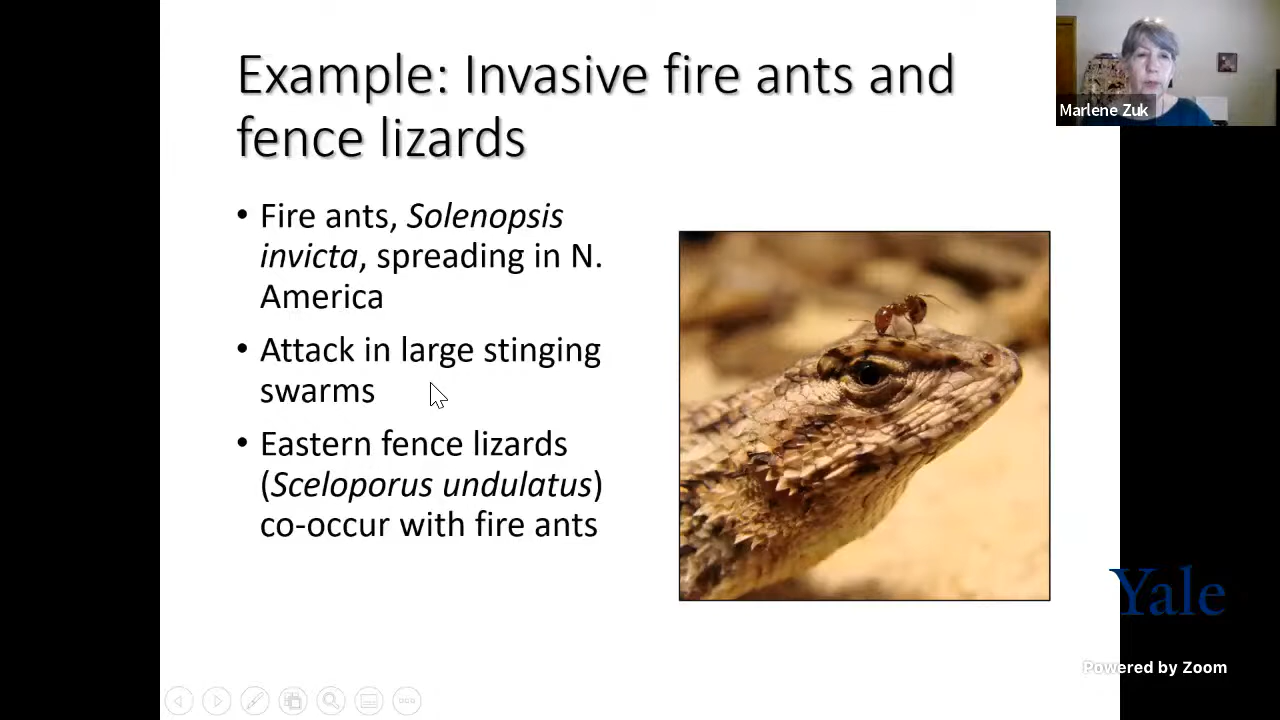 Example: Invasive fire ants and
fence lizards
• Fire ants, Solenopsis
invicta, spreading in N.
America
• Attack in large stinging
swarms
• Eastern fence lizards
(Sceloporus undulatus)
co-occur with fire ants
Marlene Zuk
Yale
Powered by Zoom